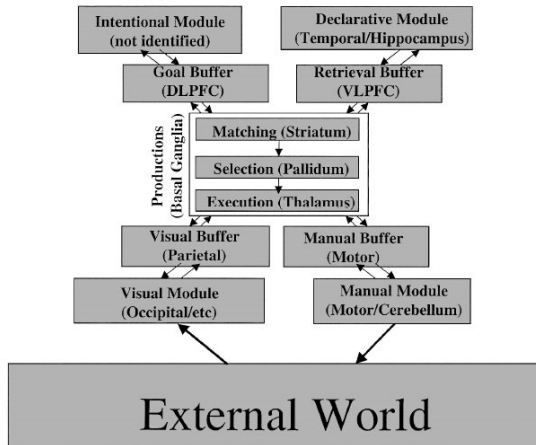 Intentional Module
(not identified)
Declarative Module
(Temporal/Hippocampus)
Goal Buffer
(DLPFC)
Retrieval Buffer
(VLPFC)
Productions
(Basal Ganglia)
Matching (Striatum)
Selection (Pallidum)
Execution (Thalamus)
Visual Buffer
(Parietal)
Manual Buffer
(Motor)
Visual Module
(Occipital/etc)
Manual Module
(Motor/Cerebellum)
External World